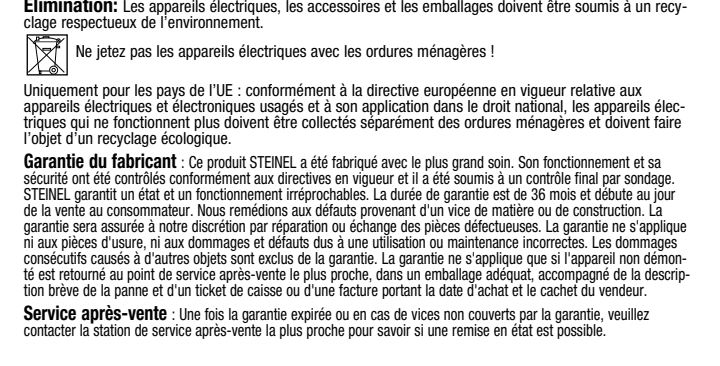 Élimination: Les appareils électriques, les accessoires et les emballages doivent être soumis à un recy-
clage respectueux de l'environnement.
Ne jetez pas les appareils électriques avec les ordures ménagères !
Uniquement pour les pays de l'UE : conformément à la directive européenne en vigueur relative aux
appareils électriques et électroniques usagés et à son application dans le droit national, les appareils élec-
triques qui ne fonctionnent plus doivent être collectés séparément des ordures ménagères et doivent faire
l'objet d'un recyclage écologique.
Garantie du fabricant : Ce produit STEINEL a été fabriqué avec le plus grand soin. Son fonctionnement et sa
sécurité ont été contrôlés conformément aux directives en vigueur et il a été soumis à un contrôle final par sondage.
STEINEL garantit un état et un fonctionnement irréprochables. La durée de garantie est de 36 mois et débute au jour
de la vente au consommateur. Nous remédions aux défauts provenant d'un vice de matière ou de construction. La
garantie sera assurée à notre discrétion par réparation ou échange des pièces défectueuses. La garantie ne s'applique
ni aux pièces d'usure, ni aux dommages et défauts dus à une utilisation ou maintenance incorrectes. Les dommages
consécutifs causés à d'autres objets sont exclus de la garantie. La garantie ne s'applique que si l'appareil non démon-
té est retourné au point de service après-vente le plus proche, dans un emballage adéquat, accompagné de la descrip-
tion brève de la panne et d'un ticket de caisse ou d'une facture portant la date d'achat et le cachet du vendeur.
Service après-vente : Une fois la garantie expirée ou en cas de vices non couverts par la garantie, veuillez
contacter la station de service après-vente la plus proche pour savoir si une remise en état est possible.